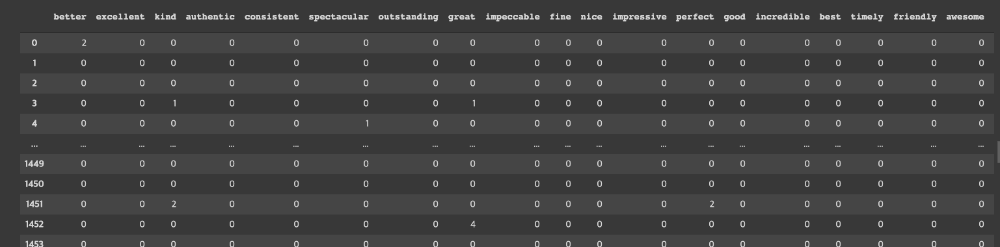 better excellent kind authentic consistent spectacular outstanding great impeccable fine nice impressive perfect good incredible best timely friendly awesome
0 2 0 0 0 0 0 0 0 0 0 0 0 0 0 0 0 0 0 0
1 0 0 0 0 0 0 0 0 0 0 0 0 0 0 0 0 0 0 0
2 0 0 0 0 0 0 0 0 0 0 0 0 0 0 0 0 0 0 0
3 0 0 1 0 0 0 0 1 0 0 0 0 0 0 0 0 0 0 0
4 0 0 0 0 0 1 0 0 0 0 0 0 0 0 0 0 0 0 0
... ... ... ... ... ... ... ... ... ... ... ... ... ... ... ... ... ... ... ...
1449 0 0 0 0 0 0 0 0 0 0 0 0 0 0 0 0 0 0 0
1450 0 0 0 0 0 0 0 0 0 0 0 0 0 0 0 0 0 0 0
1451 0 0 2 0 0 0 0 0 0 0 0 0 2 0 0 0 0 0 0
1452 0 0 0 0 0 0 0 4 0 0 0 0 0 0 0 0 0 0 0
1453 0 0 0 0 0 0 0 0 0 0 0 0 0 0 0 0 0 0 0